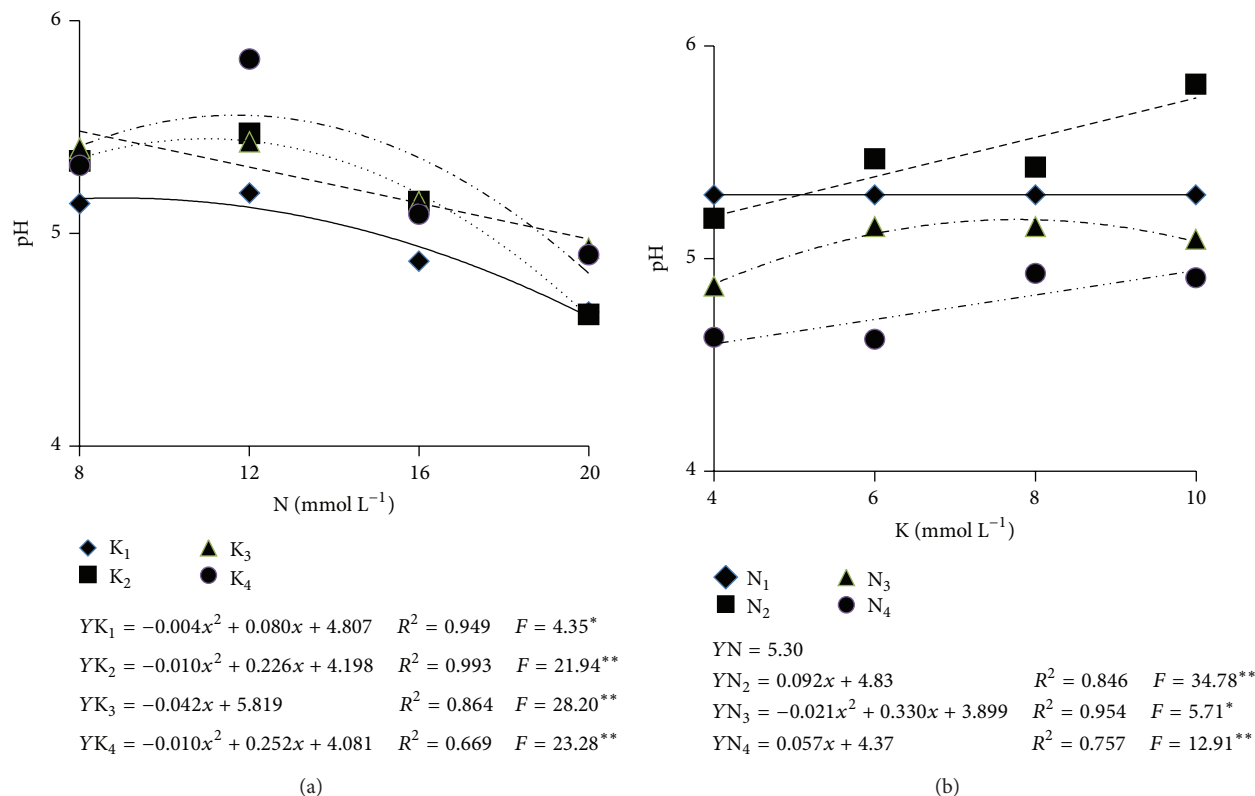 6
5
4
pH
8
12
16
20
N (mmol L⁻¹)
K₁
K₃
K₂
K₄
YK₁ = −0.004x² + 0.080x + 4.807 R² = 0.949 F = 4.35*
YK₂ = −0.010x² + 0.226x + 4.198 R² = 0.993 F = 21.94**
YK₃ = −0.042x + 5.819 R² = 0.864 F = 28.20**
YK₄ = −0.010x² + 0.252x + 4.081 R² = 0.669 F = 23.28**
(a)
6
5
4
pH
4
6
8
10
K (mmol L⁻¹)
N₁
N₃
N₂
N₄
YN = 5.30
YN₂ = 0.092x + 4.83 R² = 0.846 F = 34.78**
YN₃ = −0.021x² + 0.330x + 3.899 R² = 0.954 F = 5.71*
YN₄ = 0.057x + 4.37 R² = 0.757 F = 12.91**
(b)